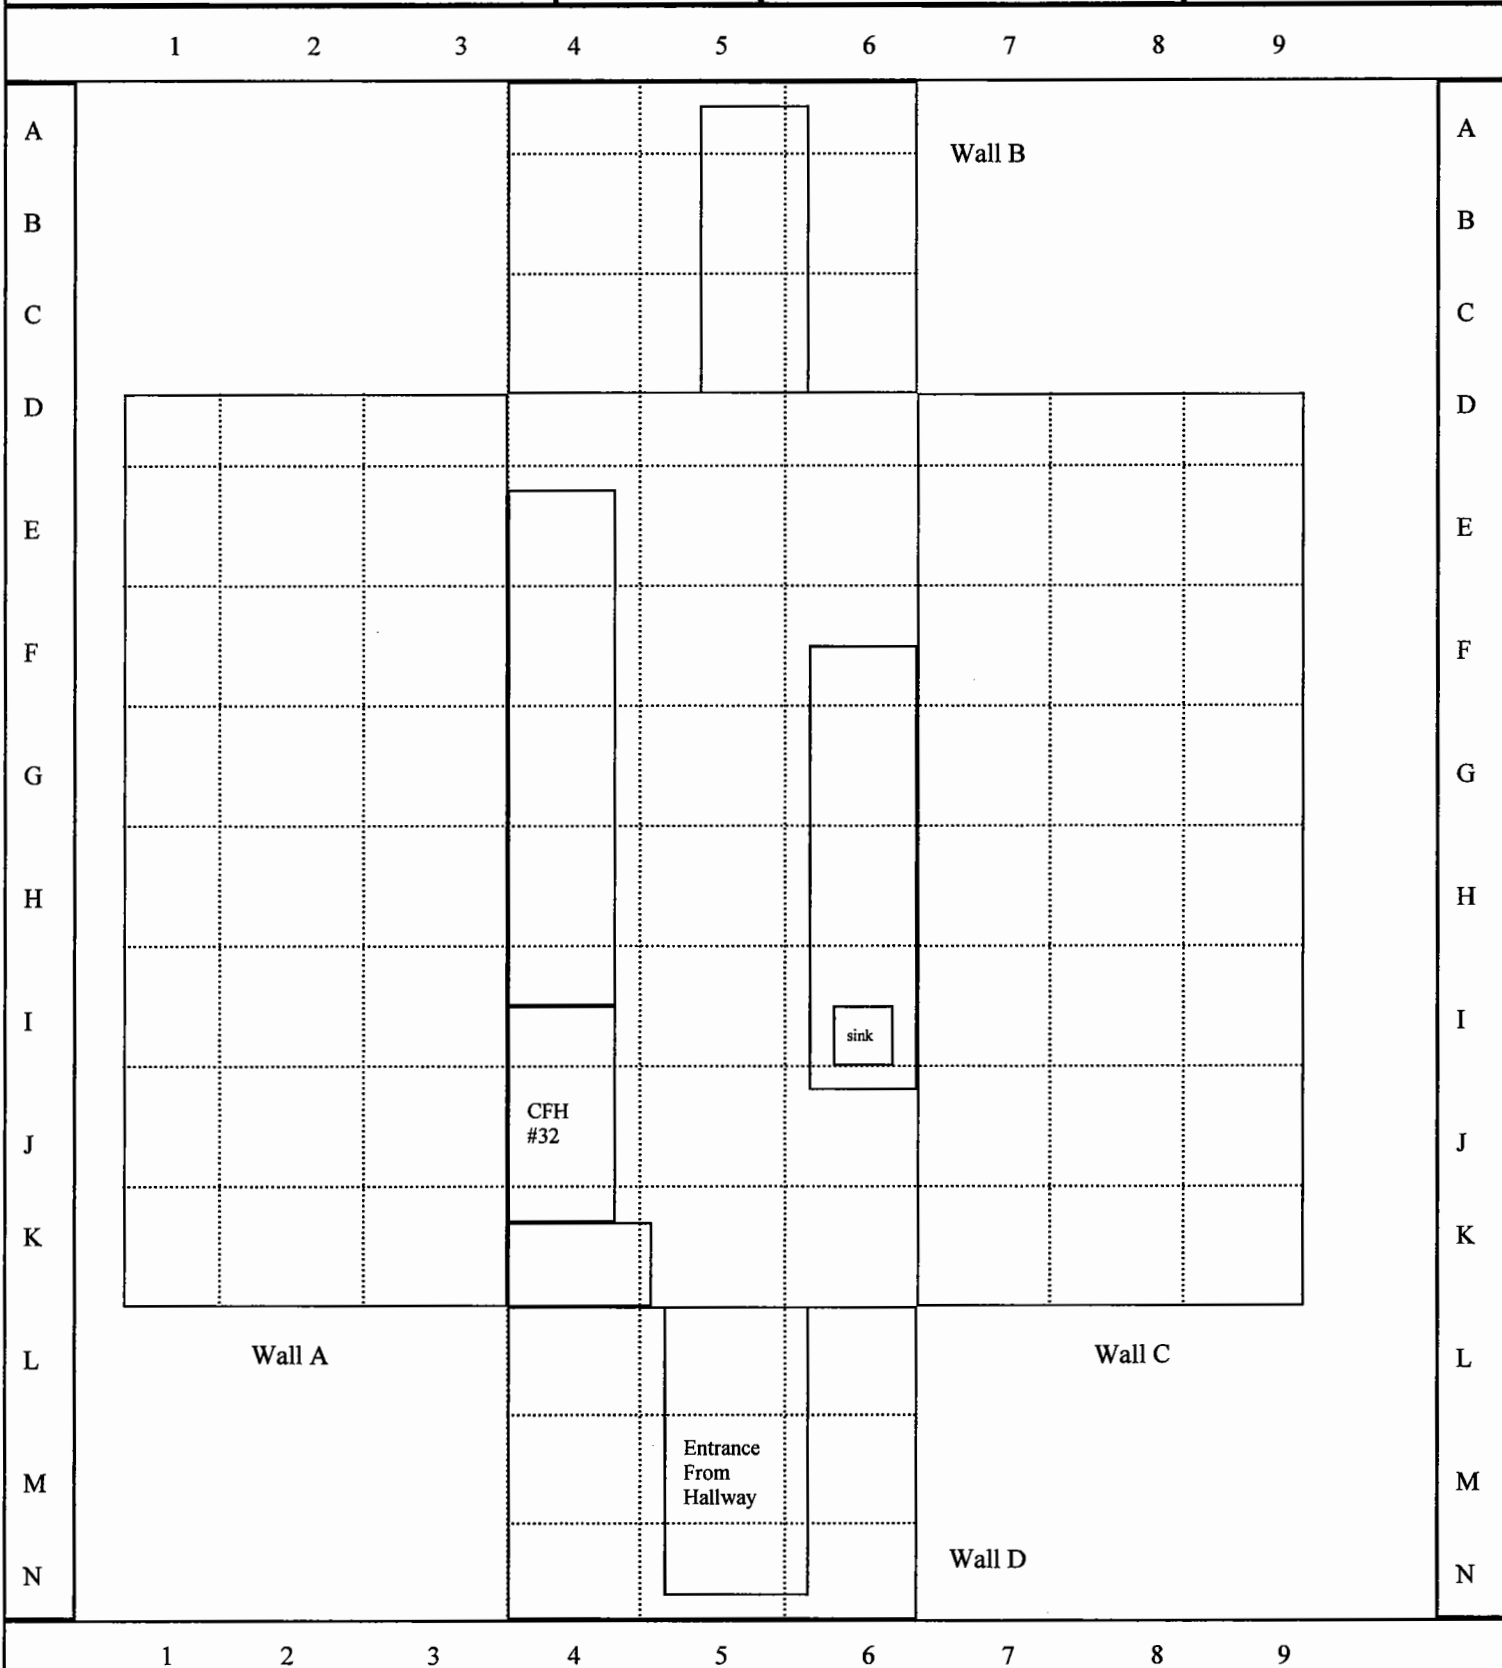 1 2 3 4 5 6 7 8 9
A A
Wall B
B B
C C
D D
E E
F F
G G
H H
I I
sink
CFH
#32
J J
K K
Wall A Wall C
L L
Entrance
From
Hallway
M M
Wall D
N N
1 2 3 4 5 6 7 8 9